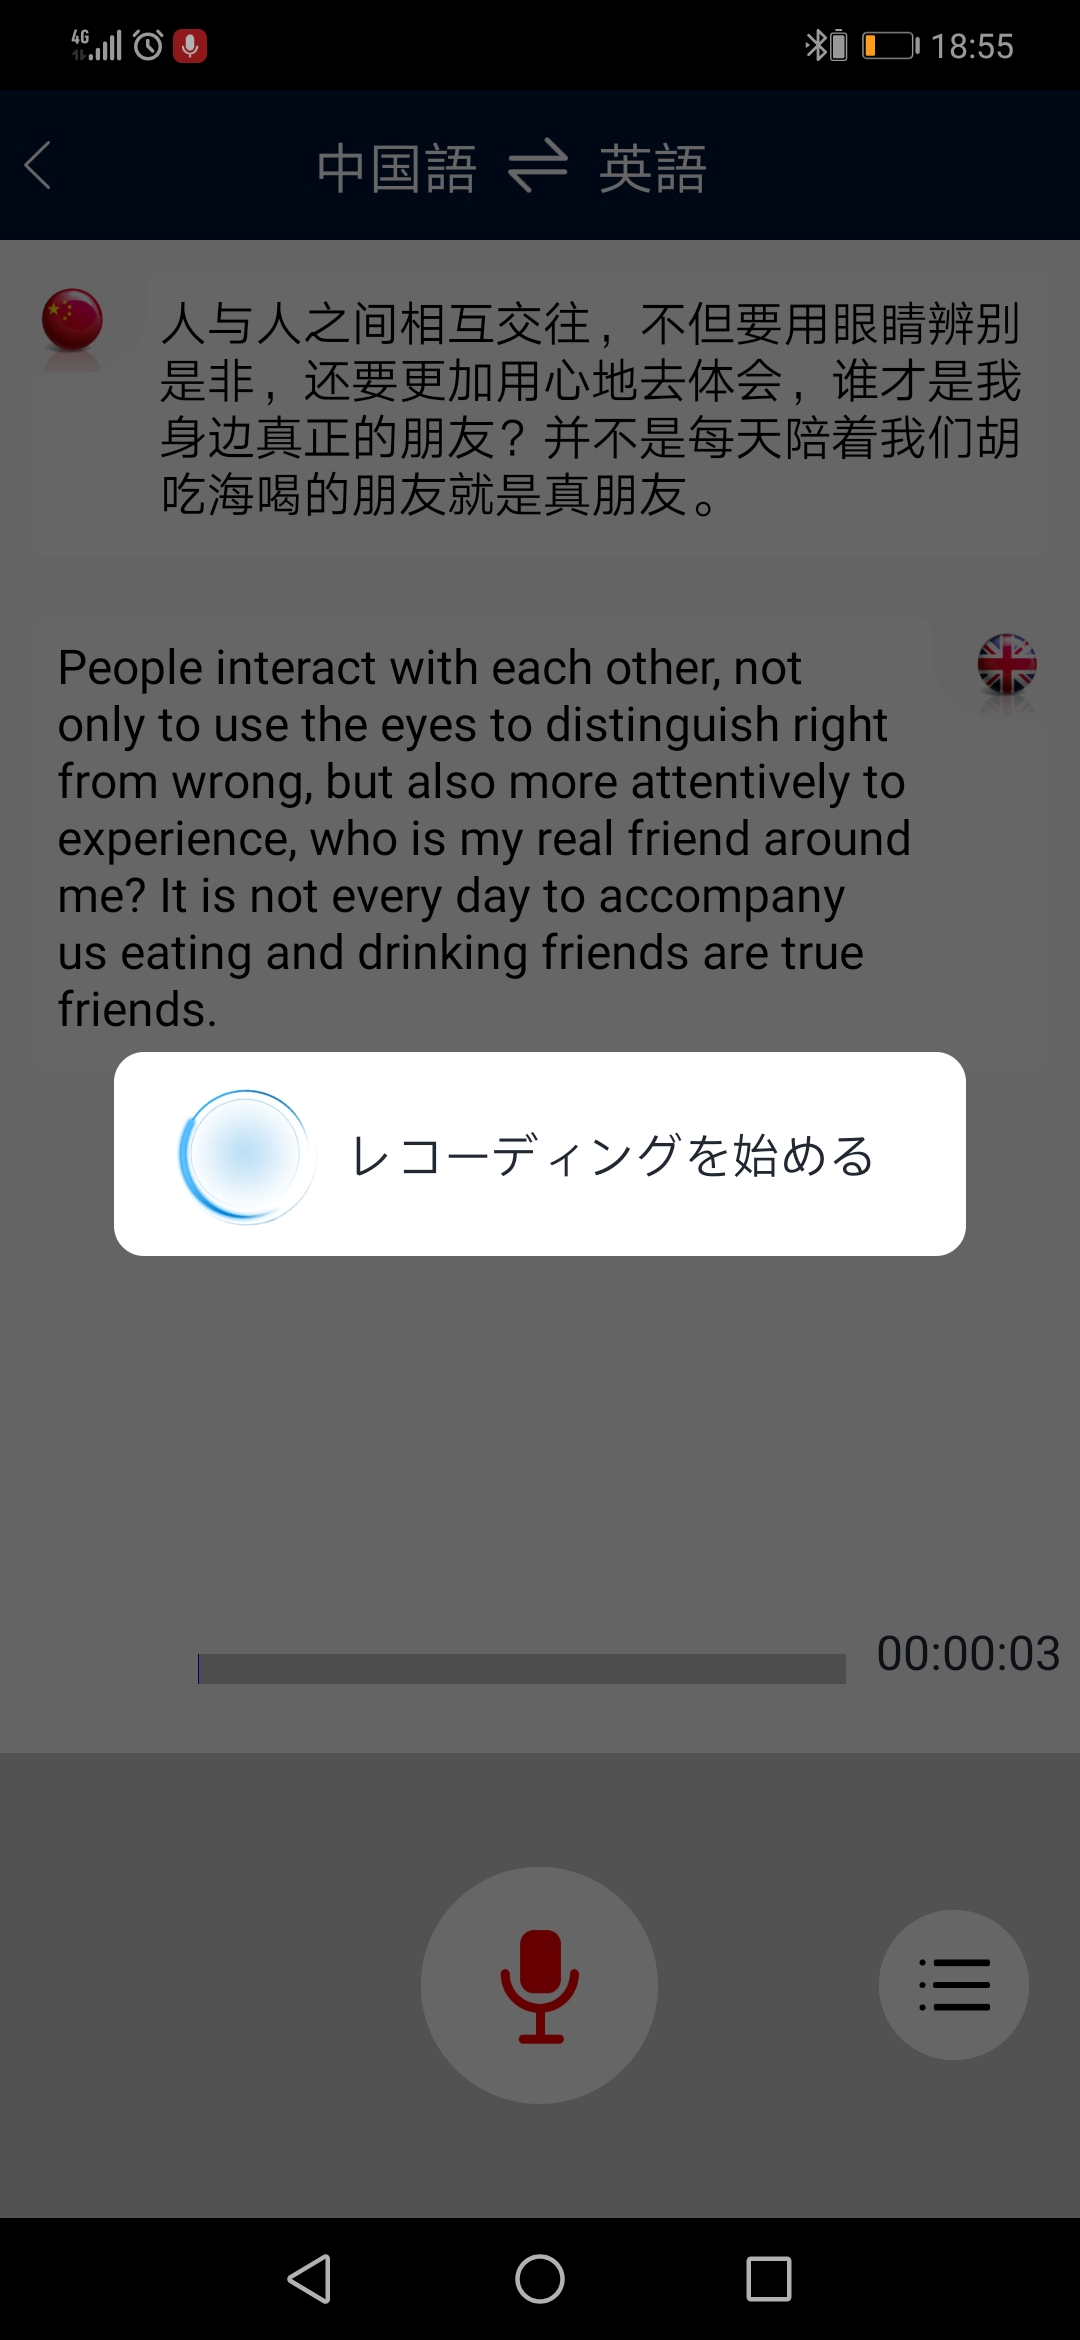 4G 18:55
中国語 ⇌ 英語
人与人之间相互交往，不但要用眼睛辨别
是非，还要更加用心地去体会，谁才是我
身边真正的朋友？并不是每天陪着我们胡
吃海喝的朋友就是真朋友。
People interact with each other, not
only to use the eyes to distinguish right
from wrong, but also more attentively to
experience, who is my real friend around
me? It is not every day to accompany
us eating and drinking friends are true
friends.
レコーディングを始める
00:00:03